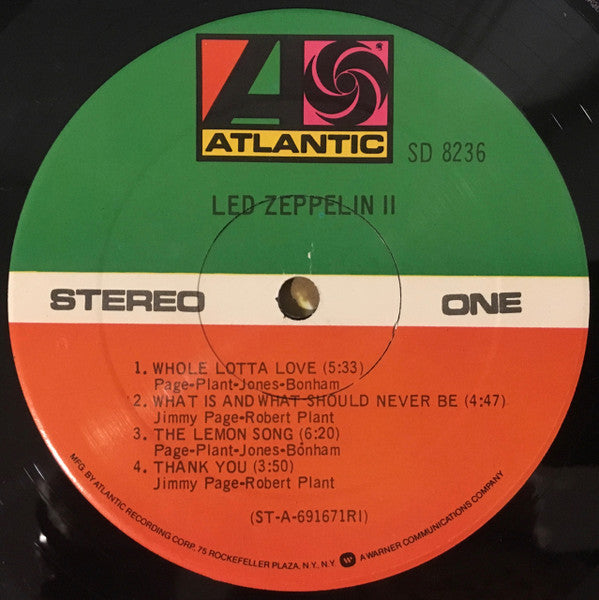 ATLANTIC
SD 8236
LED ZEPPELIN II
STEREO
ONE
1. WHOLE LOTTA LOVE (5:33)
Page-Plant-Jones-Bonham
2. WHAT IS AND WHAT SHOULD NEVER BE (4:47)
Jimmy Page-Robert Plant
3. THE LEMON SONG (6:20)
Page-Plant-Jones-Bonham
4. THANK YOU (3:50)
Jimmy Page-Robert Plant
(ST-A-691671RI)
MFG. BY ATLANTIC RECORDING CORP. 75 ROCKEFELLER PLAZA, N.Y. N.Y. A WARNER COMMUNICATIONS COMPANY